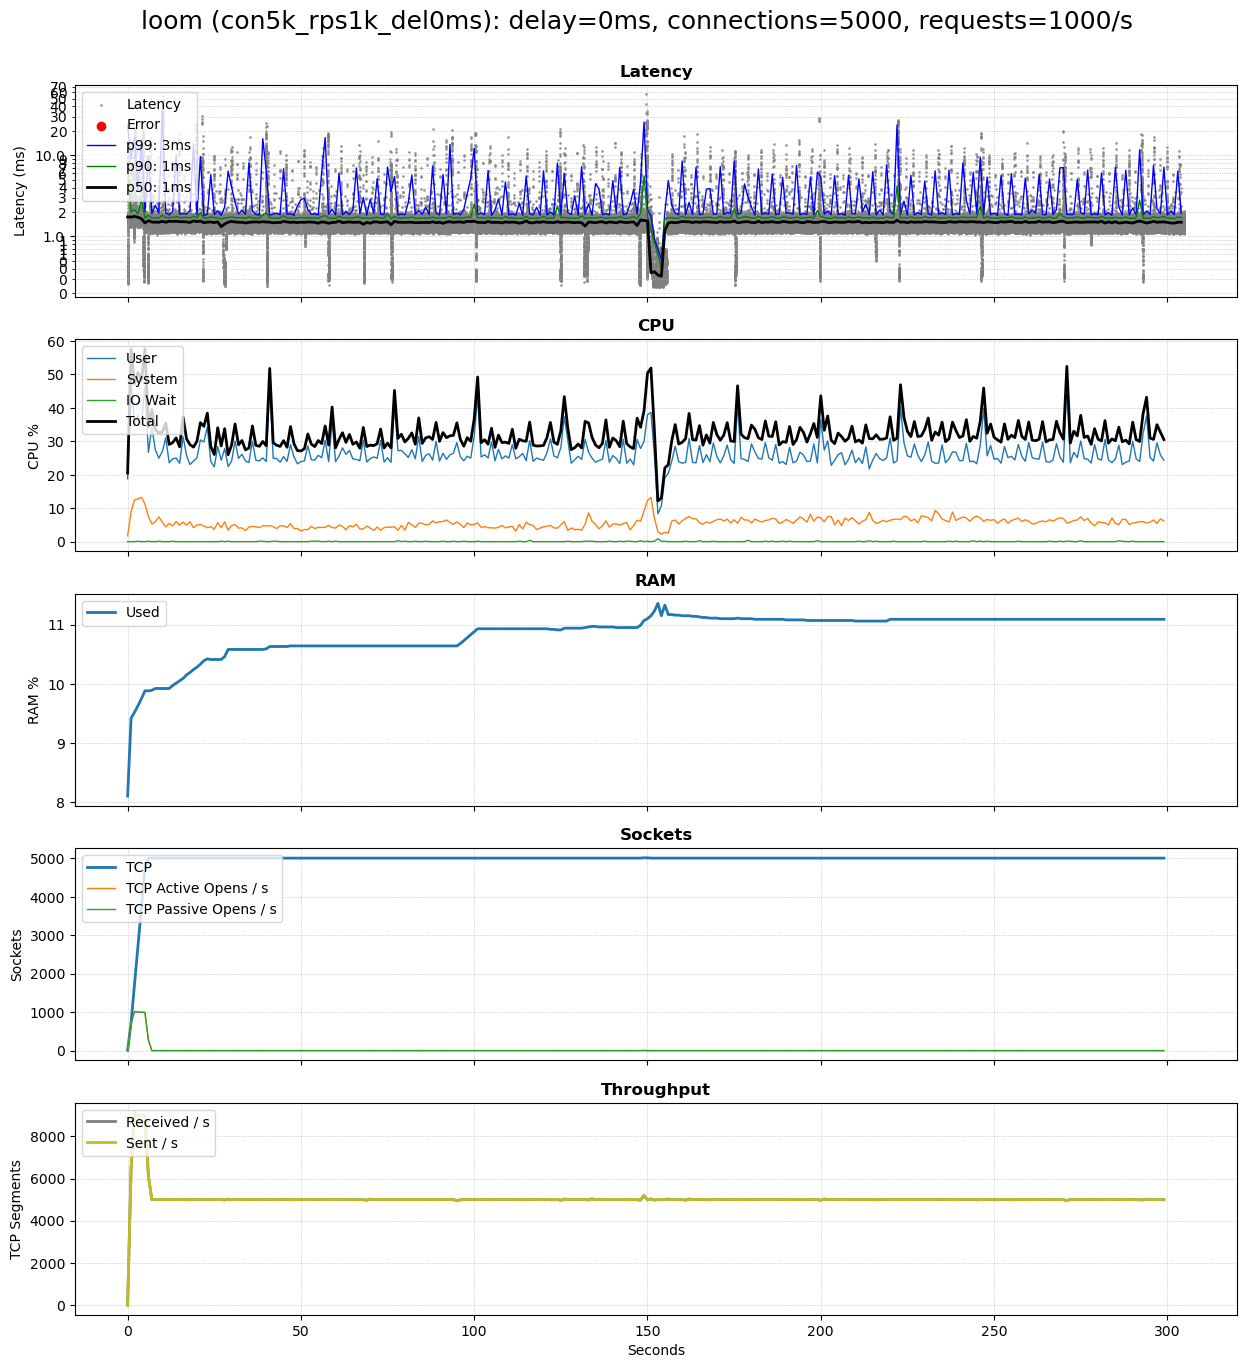 loom (con5k_rps1k_del0ms): delay=0ms, connections=5000, requests=1000/s
Latency
Latency (ms)
70
60
50
40
30
20
10.0
4
3
2
1.0
0
0
0
0
Latency
Error
p99: 3ms
p90: 1ms
p50: 1ms
CPU
CPU %
60
50
40
30
20
10
0
User
System
IO Wait
Total
RAM
RAM %
11
10
9
8
Used
Sockets
Sockets
5000
4000
3000
2000
1000
0
TCP
TCP Active Opens / s
TCP Passive Opens / s
Throughput
TCP Segments
8000
6000
4000
2000
0
Received / s
Sent / s
0 50 100 150 200 250 300
Seconds